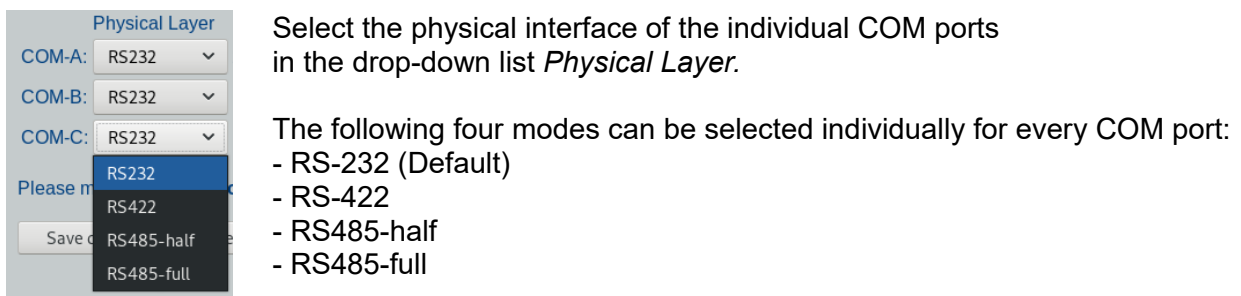 Physical Layer
COM-A: RS232
COM-B: RS232
COM-C: RS232
RS232
Please m
RS422
Save
RS485-half
RS485-full
Select the physical interface of the individual COM ports
in the drop-down list Physical Layer.
The following four modes can be selected individually for every COM port:
- RS-232 (Default)
- RS-422
- RS485-half
- RS485-full